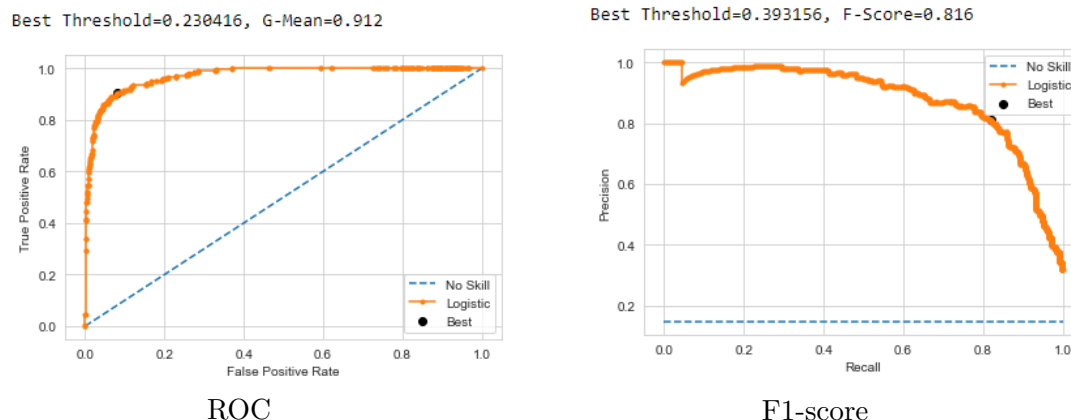 Best Threshold=0.230416, G-Mean=0.912
1.0
0.8
0.6
0.4
0.2
0.0
True Positive Rate
No Skill
Logistic
Best
0.0 0.2 0.4 0.6 0.8 1.0
False Positive Rate
ROC
Best Threshold=0.393156, F-Score=0.816
1.0
0.8
0.6
0.4
0.2
Precision
No Skill
Logistic
Best
0.0 0.2 0.4 0.6 0.8 1.0
Recall
F1-score